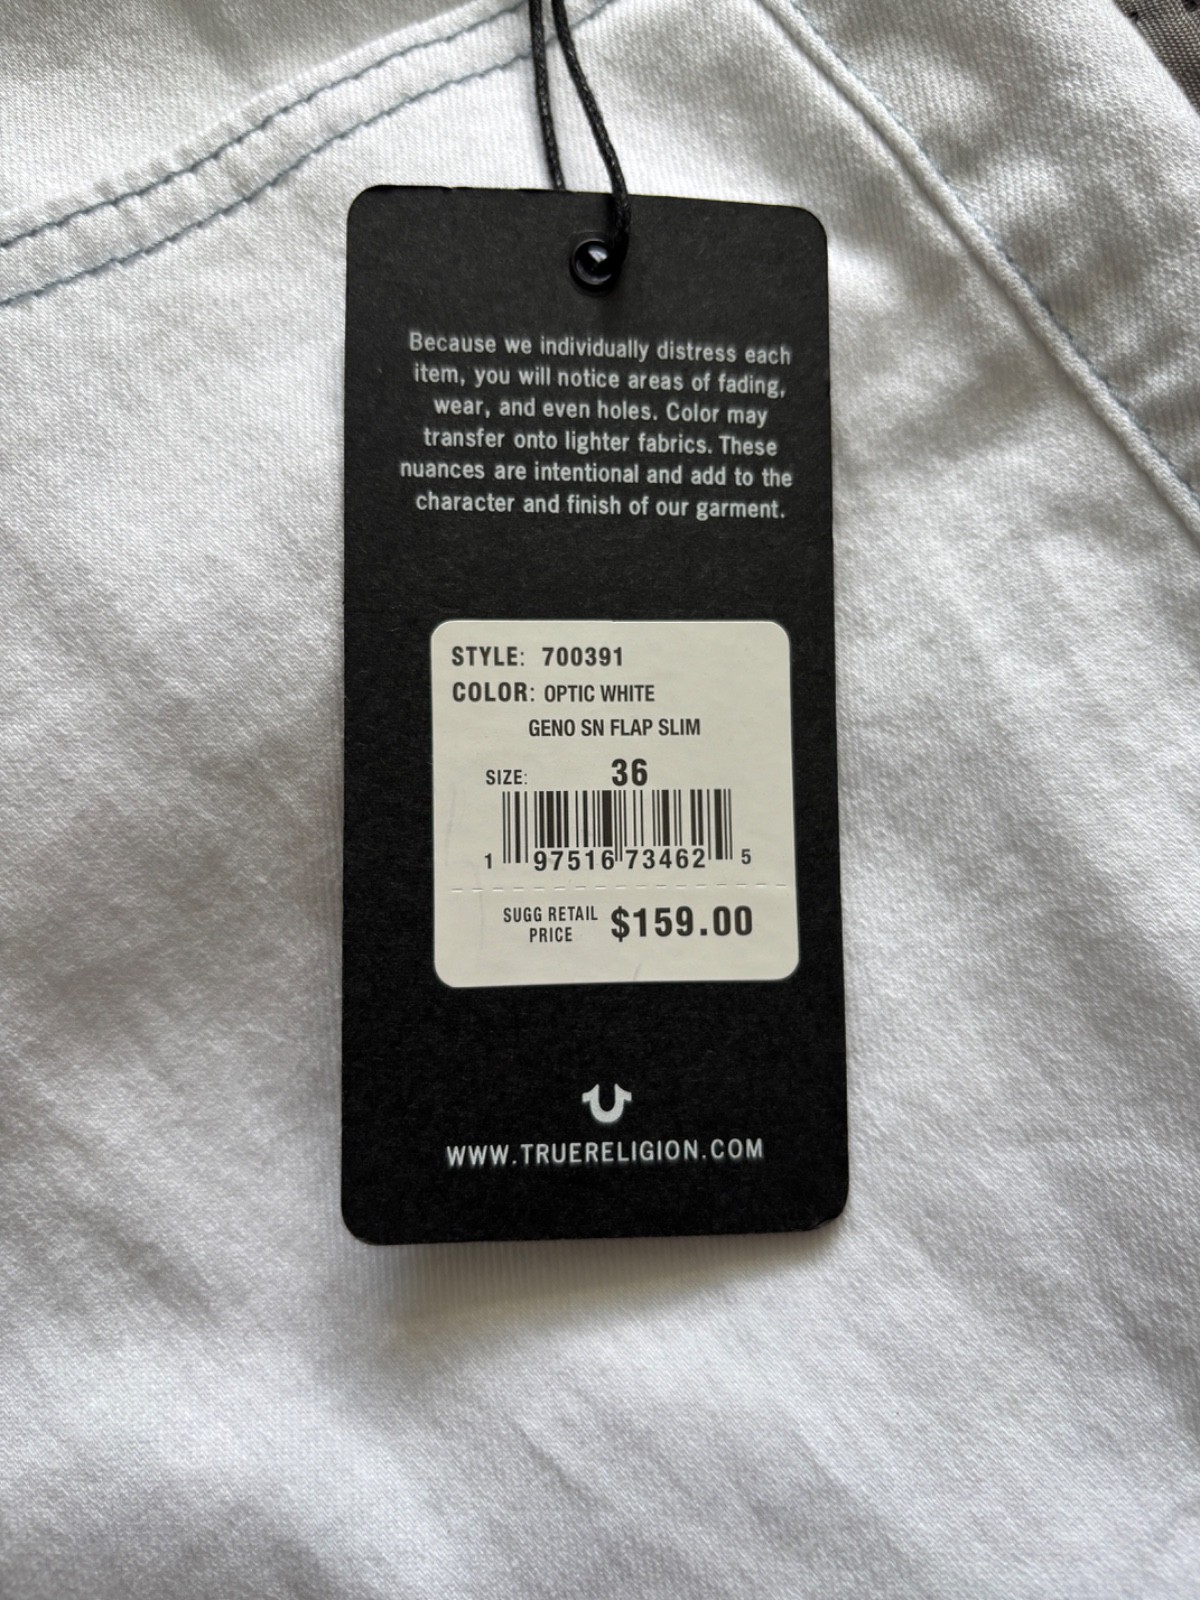 Because we individually distress each
item, you will notice areas of fading,
wear, and even holes. Color may
transfer onto lighter fabrics. These
nuances are intentional and add to the
character and finish of our garment.
STYLE: 700391
COLOR: OPTIC WHITE
GENO SN FLAP SLIM
SIZE: 36
1 97516 73462 5
SUGG RETAIL
PRICE $159.00
WWW.TRUERELIGION.COM